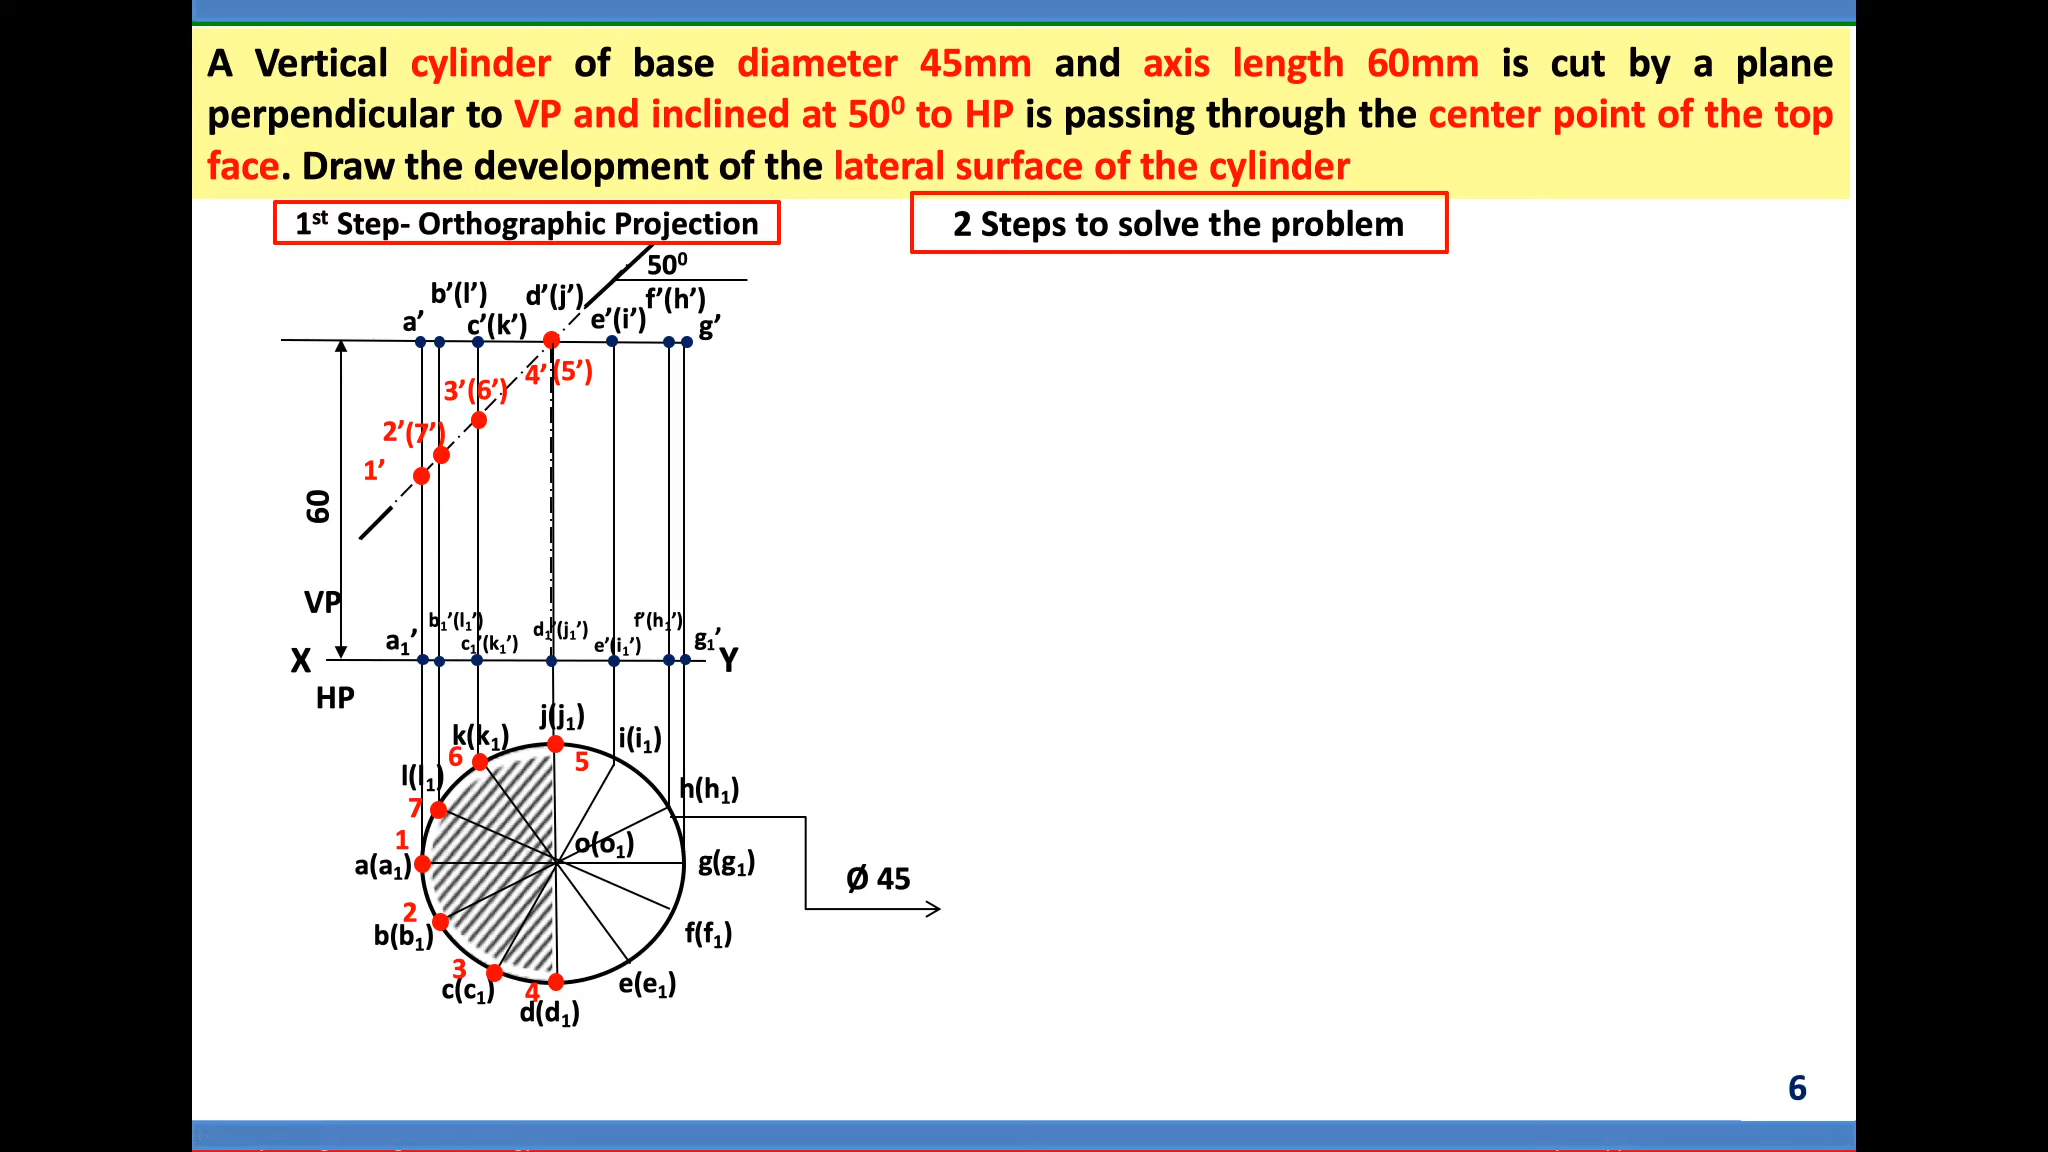 A Vertical cylinder of base diameter 45mm and axis length 60mm is cut by a plane
perpendicular to VP and inclined at 50⁰ to HP is passing through the center point of the top
face. Draw the development of the lateral surface of the cylinder
1ˢᵗ Step- Orthographic Projection
2 Steps to solve the problem
50⁰
b’(l’) d’(j’) f’(h’)
a’ c’(k’) e’(i’) g’
4’(5’)
3’(6’)
2’(7’)
1’
60
VP
b₁’(l₁’) d₁’(j₁’) f’(h₁’)
a₁’ c₁’(k₁’) e’(i₁’) g₁’
X Y
HP
j(j₁)
k(k₁) i(i₁)
6 5
l(l₁) h(h₁)
7
1 o(o₁)
a(a₁) g(g₁)
Ø 45
2
b(b₁) f(f₁)
3
c(c₁) 4 e(e₁)
d(d₁)
6